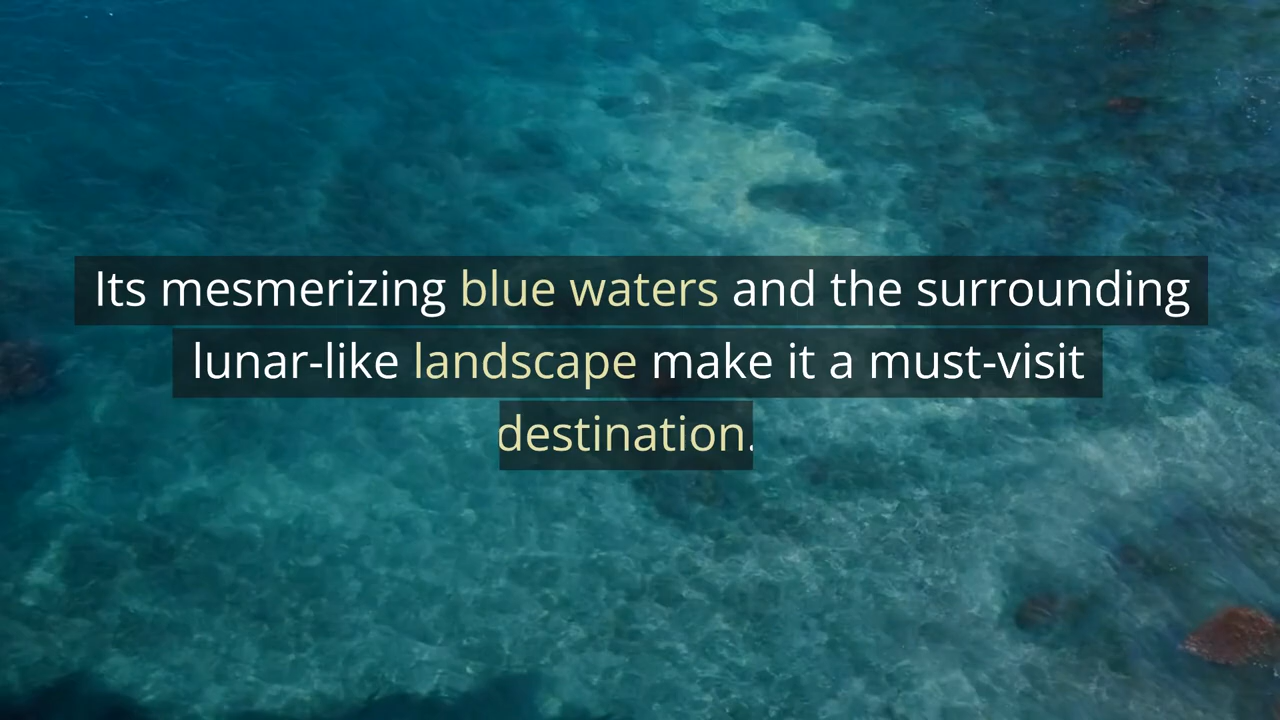 Its mesmerizing blue waters and the surrounding
lunar-like landscape make it a must-visit
destination.